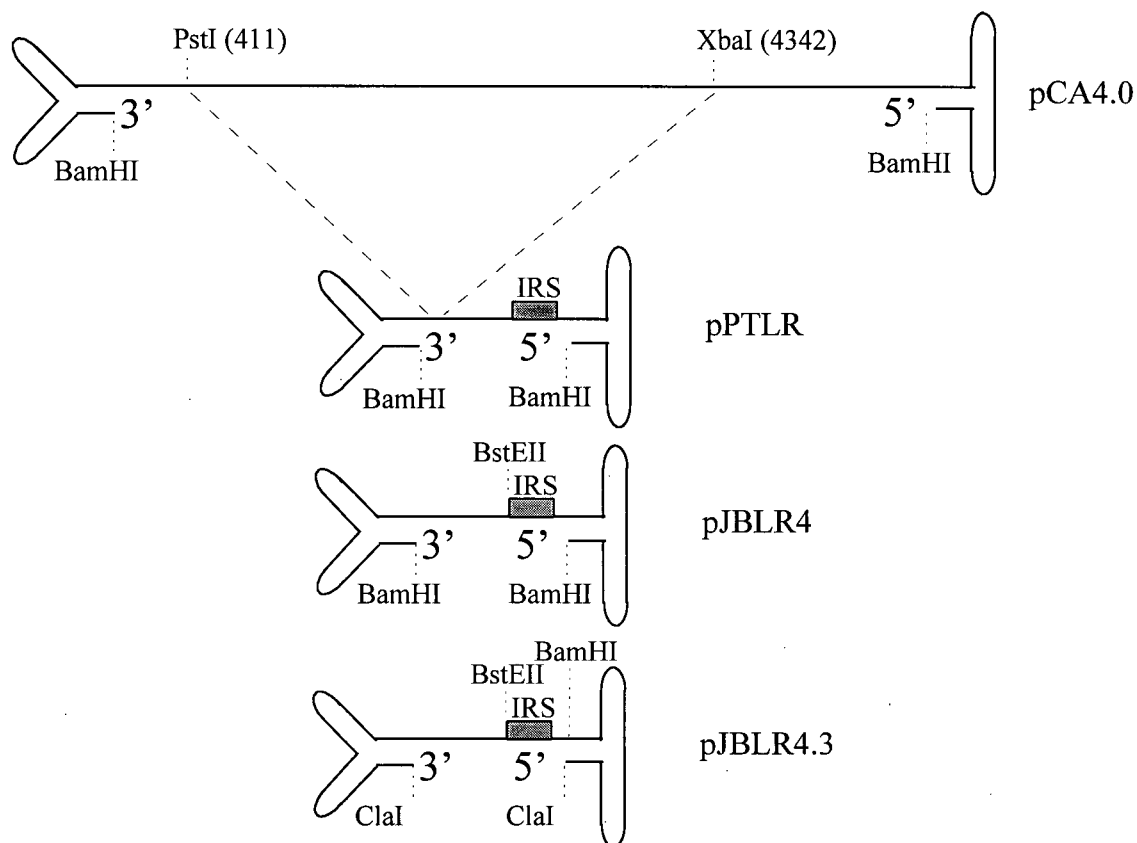 PstI (411)
XbaI (4342)
pCA4.0
3’
5’
BamHI
BamHI
IRS
pPTLR
3’
5’
BamHI
BamHI
BstEII
IRS
pJBLR4
3’
5’
BamHI
BamHI
BamHI
BstEII
IRS
pJBLR4.3
3’
5’
ClaI
ClaI